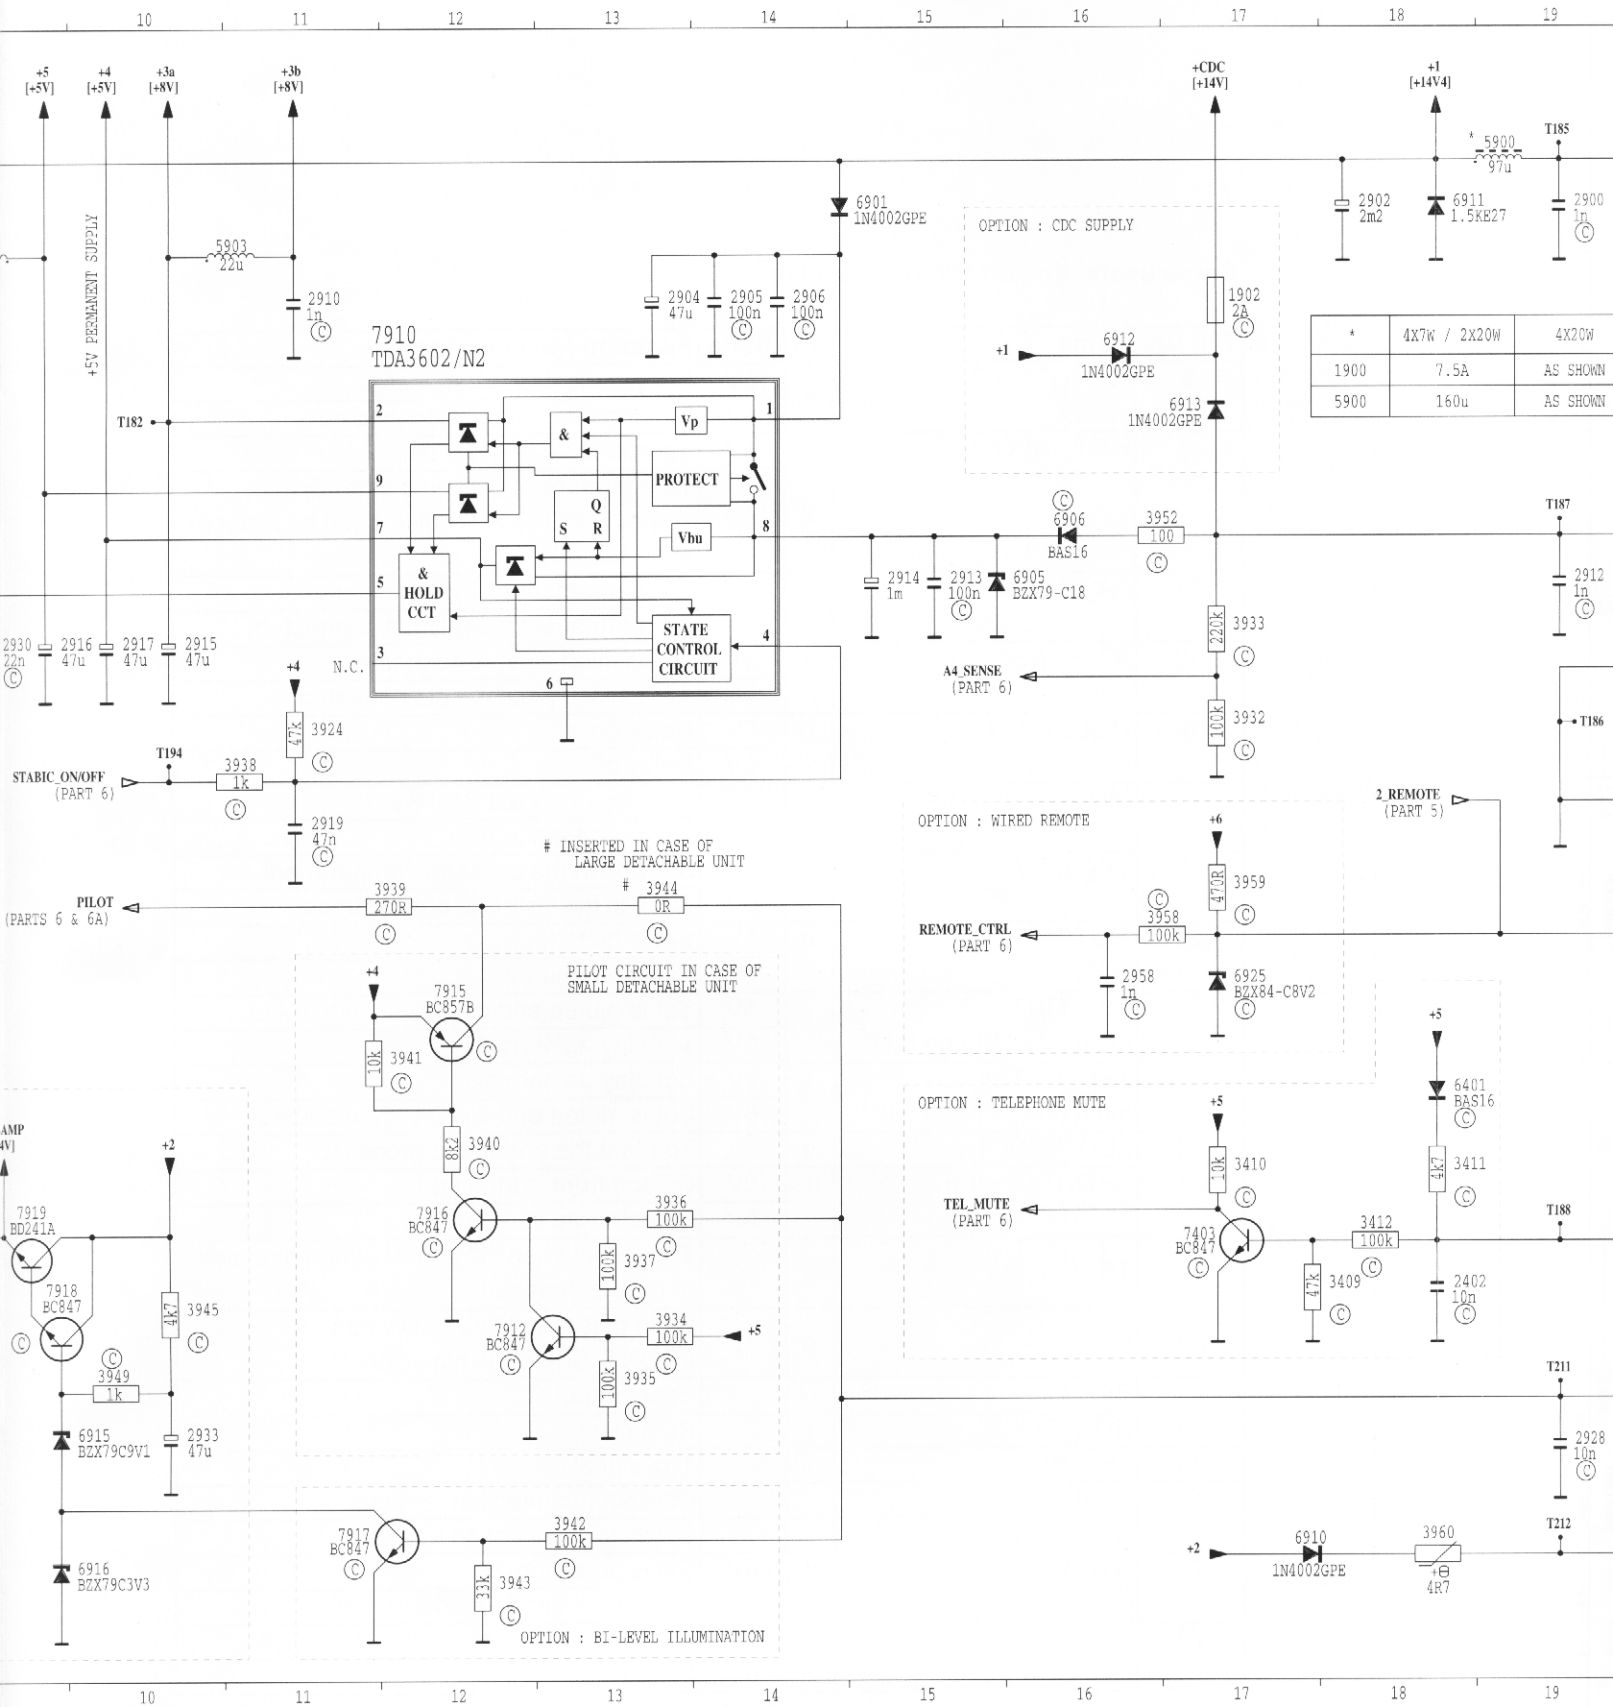 10 11 12 13 14 15 16 17 18 19
+5 +4 +3a +3b +CDC +1
[+5V] [+5V] [+8V] [+8V] [+14V] [+14V4]
* 5900
97u
T185
6901
1N4002GPE
2902
2m2
6911
1.5KE27
2900
1n
C
OPTION : CDC SUPPLY
+5V PERMANENT SUPPLY
5903
22u
2910
1n
C
2904
47u
2905
100n
C
2906
100n
C
1902
2A
C
7910
TDA3602/N2
+1
6912
1N4002GPE
6913
1N4002GPE
* 4X7W / 2X20W 4X20W
1900 7.5A AS SHOWN
5900 160u AS SHOWN
T182
2
&
Vp
1
PROTECT
9
Q
S R
7
Vbu
8
&
HOLD
CCT
5
STATE
CONTROL
CIRCUIT
4
3
N.C.
6
C
6906
BAS16
3952
100
C
T187
2914
1m
2913
100n
C
6905
BZX79-C18
2912
1n
C
2930
22n
C
2916
47u
2917
47u
2915
47u
220k
3933
C
A4_SENSE
(PART 6)
100k
3932
C
T186
+4
47k
3924
C
T194
STABIC_ON/OFF
(PART 6)
3938
1k
C
2919
47n
C
2_REMOTE
(PART 5)
# INSERTED IN CASE OF
LARGE DETACHABLE UNIT
OPTION : WIRED REMOTE
+6
470R
3959
C
PILOT
(PARTS 6 & 6A)
3939
270R
C
# 3944
0R
C
REMOTE_CTRL
(PART 6)
C
3958
100k
2958
1n
C
6925
BZX84-C8V2
C
PILOT CIRCUIT IN CASE OF
SMALL DETACHABLE UNIT
+4
7915
BC857B
C
10k
3941
C
8k2
3940
C
7916
BC847
C
3936
100k
C
100k
3937
C
7912
BC847
C
3934
100k
C
+5
100k
3935
C
+5
6401
BAS16
C
OPTION : TELEPHONE MUTE
+5
10k
3410
C
4k7
3411
C
TEL_MUTE
(PART 6)
7403
BC847
C
3412
100k
C
T188
47k
3409
C
2402
10n
C
AMP
4V]
+2
7919
BD241A
7918
BC847
C
4k7
3945
C
C
3949
1k
6915
BZX79C9V1
2933
47u
6916
BZX79C3V3
T211
2928
10n
C
7917
BC847
C
3942
100k
C
33k
3943
C
OPTION : BI-LEVEL ILLUMINATION
+2
6910
1N4002GPE
3960
+Θ
4R7
T212
10 11 12 13 14 15 16 17 18 19